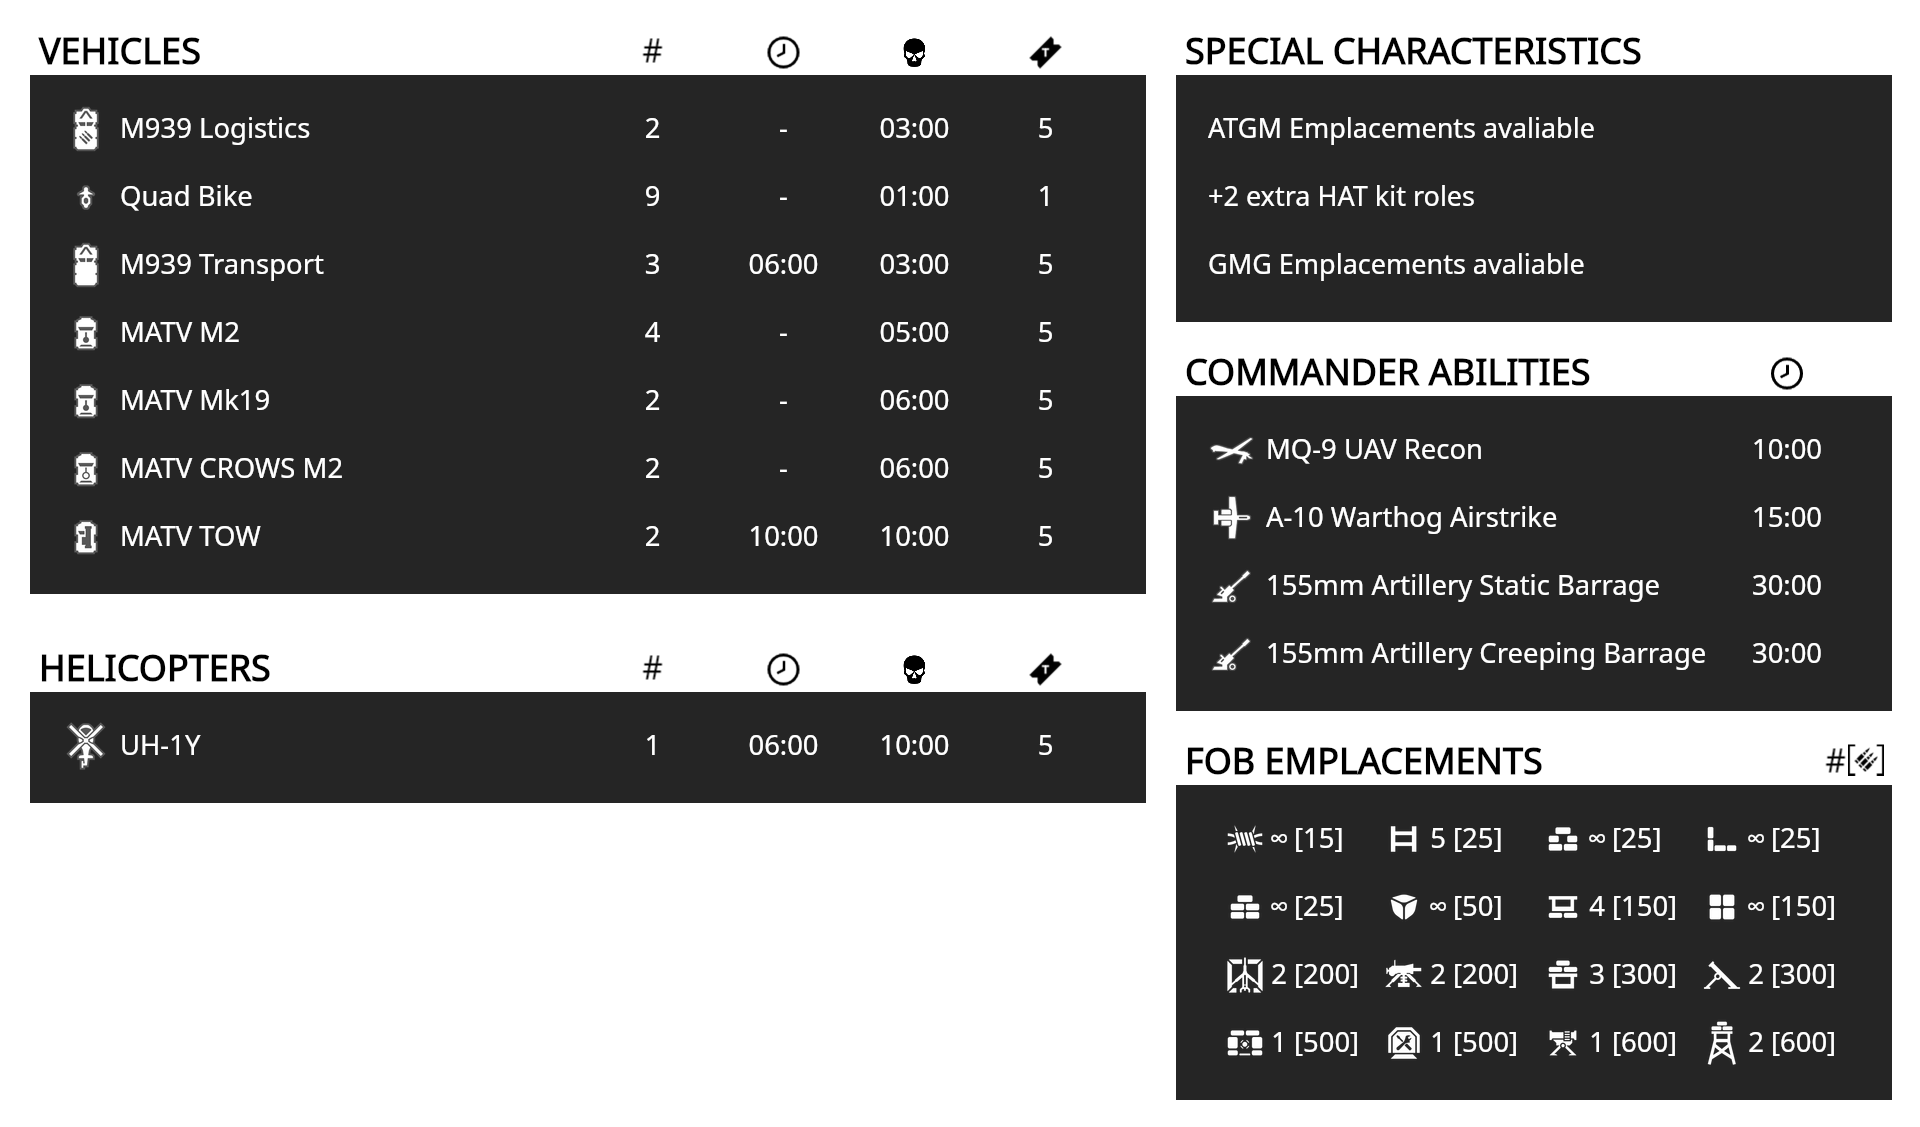 VEHICLES #
M939 Logistics 2 - 03:00 5
Quad Bike 9 - 01:00 1
M939 Transport 3 06:00 03:00 5
MATV M2 4 - 05:00 5
MATV Mk19 2 - 06:00 5
MATV CROWS M2 2 - 06:00 5
MATV TOW 2 10:00 10:00 5
HELICOPTERS #
UH-1Y 1 06:00 10:00 5
SPECIAL CHARACTERISTICS
ATGM Emplacements avaliable
+2 extra HAT kit roles
GMG Emplacements avaliable
COMMANDER ABILITIES
MQ-9 UAV Recon 10:00
A-10 Warthog Airstrike 15:00
155mm Artillery Static Barrage 30:00
155mm Artillery Creeping Barrage 30:00
FOB EMPLACEMENTS #[]
∞ [15] 5 [25] ∞ [25] ∞ [25]
∞ [25] ∞ [50] 4 [150] ∞ [150]
2 [200] 2 [200] 3 [300] 2 [300]
1 [500] 1 [500] 1 [600] 2 [600]